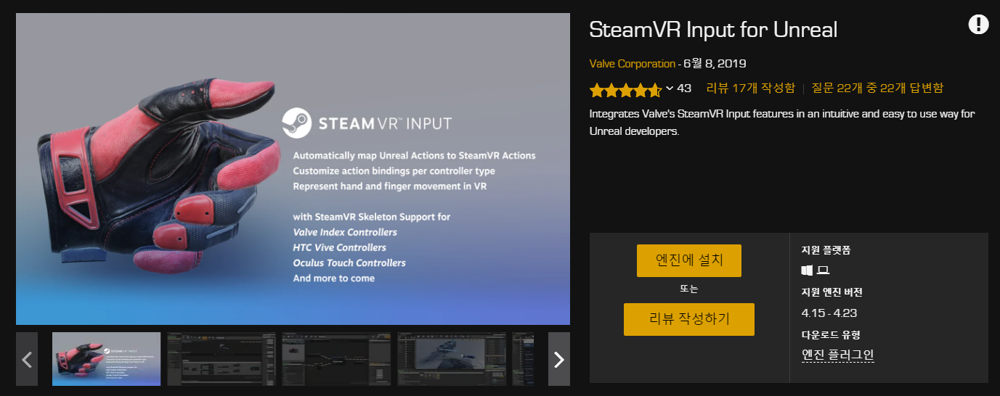 SteamVR Input for Unreal
Valve Corporation - 6월 8, 2019
43 리뷰 17개 작성함 | 질문 22개 중 22개 답변함
Integrates Valve's SteamVR Input features in an intuitive and easy to use way for
Unreal developers.
STEAMVR™ INPUT
Automatically map Unreal Actions to SteamVR Actions
Customize action bindings per controller type
Represent hand and finger movement in VR
with SteamVR Skeleton Support for
Valve Index Controllers
HTC Vive Controllers
Oculus Touch Controllers
And more to come
엔진에 설치
또는
리뷰 작성하기
지원 플랫폼
지원 엔진 버전
4.15 - 4.23
다운로드 유형
엔진 플러그인
STEAMVR INPUT